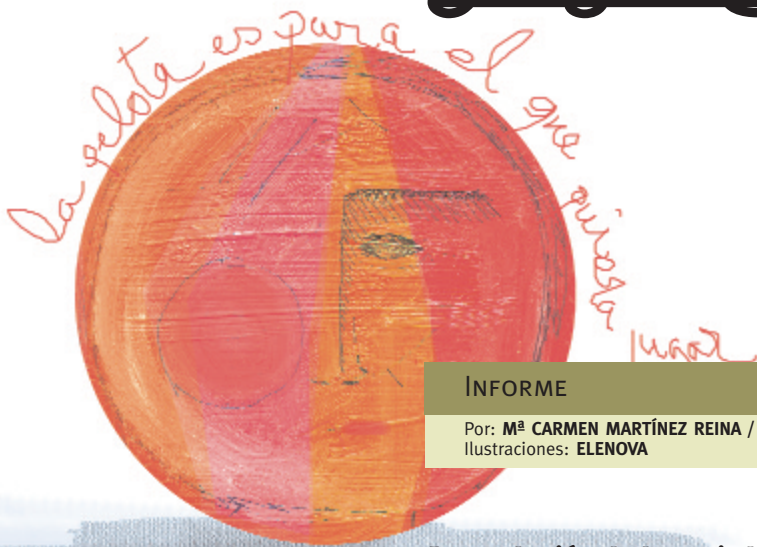 la pelota es para el que quiera jugar
INFORME
Por: Mª CARMEN MARTÍNEZ REINA /
Ilustraciones: ELENOVA